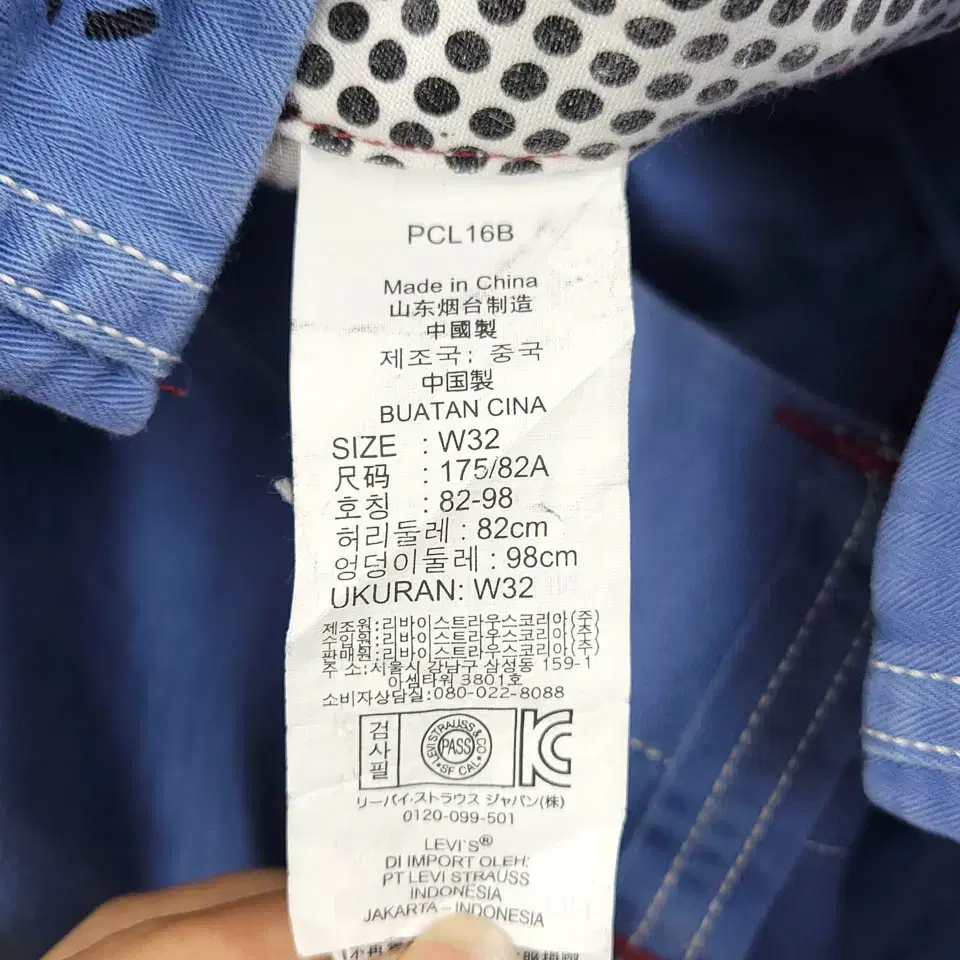 PCL16B
Made in China
山东烟台制造
中國製
제조국: 중국
中国製
BUATAN CINA
SIZE : W32
尺码 : 175/82A
호칭 : 82-98
허리둘레 : 82cm
엉덩이둘레 : 98cm
UKURAN: W32
제조원:리바이스트라우스코리아(주)
수입원:리바이스트라우스코리아(주)
판매원:리바이스트라우스코리아(주)
주 소:서울시 강남구 삼성동 159-1
아셈타워 3801호
소비자상담실:080-022-8088
검사필
LEVI STRAUSS & CO
PASS
SF CAL.
KC
リーバイ・ストラウス ジャパン(株)
0120-099-501
LEVI'S®
DI IMPORT OLEH:
PT LEVI STRAUSS
INDONESIA
JAKARTA – INDONESIA